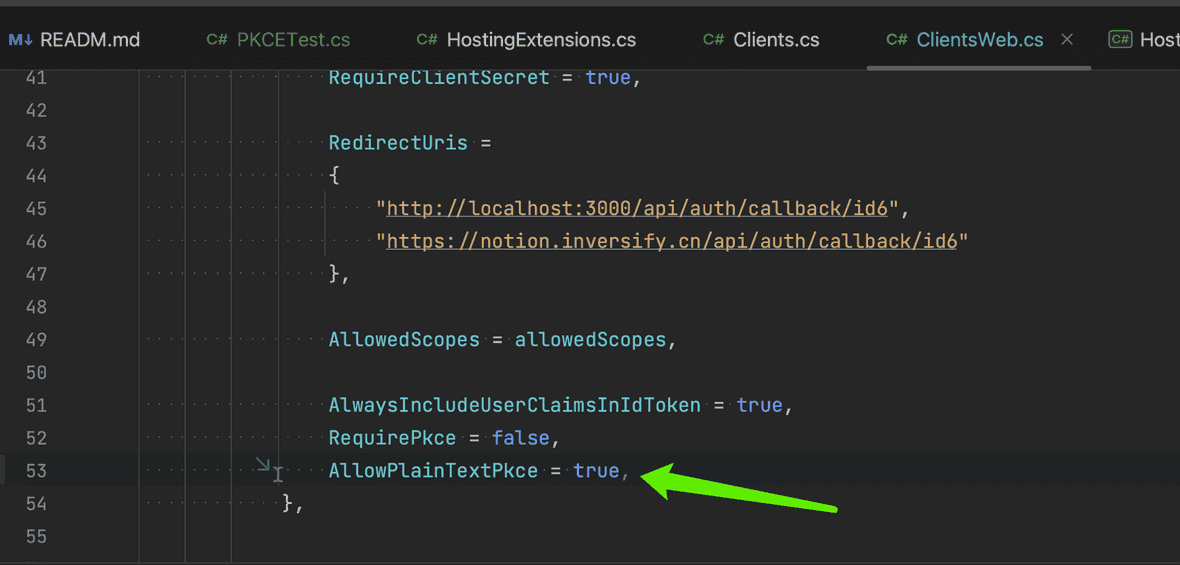 M↓ READM.md C# PKCETest.cs C# HostingExtensions.cs C# Clients.cs C# ClientsWeb.cs × C# Host
41 RequireClientSecret = true,
42
43 RedirectUris =
44 {
45 "http://localhost:3000/api/auth/callback/id6",
46 "https://notion.inversify.cn/api/auth/callback/id6"
47 },
48
49 AllowedScopes = allowedScopes,
50
51 AlwaysIncludeUserClaimsInIdToken = true,
52 RequirePkce = false,
53 AllowPlainTextPkce = true,
54 },
55